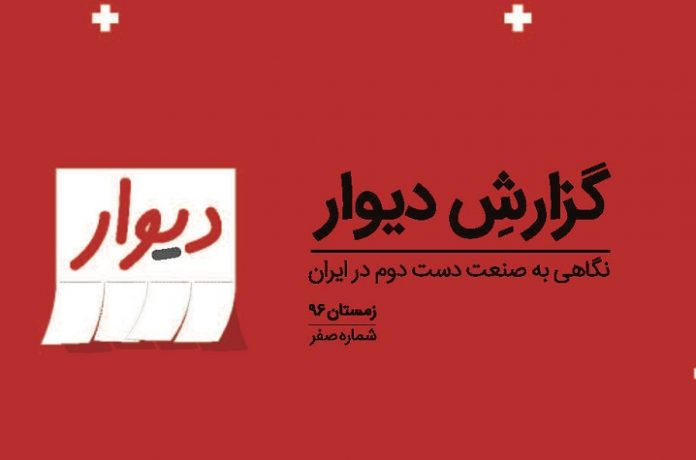 گزارشِ دیوار
نگاهی به صنعت دست دوم در ایران
زمستان ۹۶
شماره صفر
دیوار